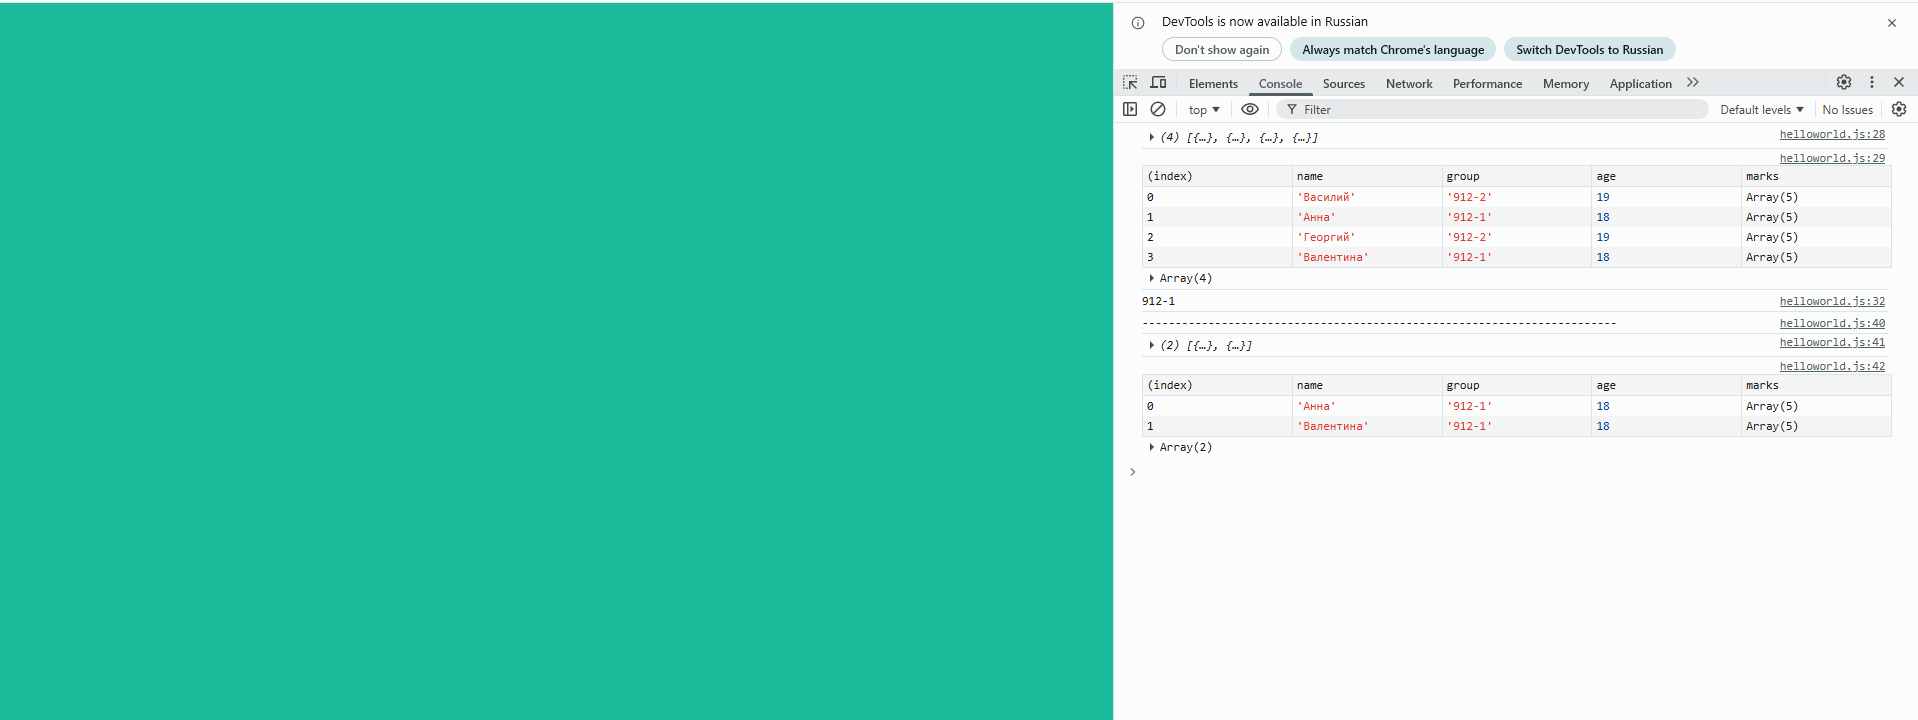 DevTools is now available in Russian
Don't show again Always match Chrome's language Switch DevTools to Russian
Elements Console Sources Network Performance Memory Application
top Filter Default levels No Issues
(4) [{…}, {…}, {…}, {…}] helloworld.js:28
helloworld.js:29
(index) name group age marks
0 'Василий' '912-2' 19 Array(5)
1 'Анна' '912-1' 18 Array(5)
2 'Георгий' '912-2' 19 Array(5)
3 'Валентина' '912-1' 18 Array(5)
Array(4)
912-1 helloworld.js:32
------------------------------------------------------------------------ helloworld.js:40
(2) [{…}, {…}] helloworld.js:41
helloworld.js:42
(index) name group age marks
0 'Анна' '912-1' 18 Array(5)
1 'Валентина' '912-1' 18 Array(5)
Array(2)